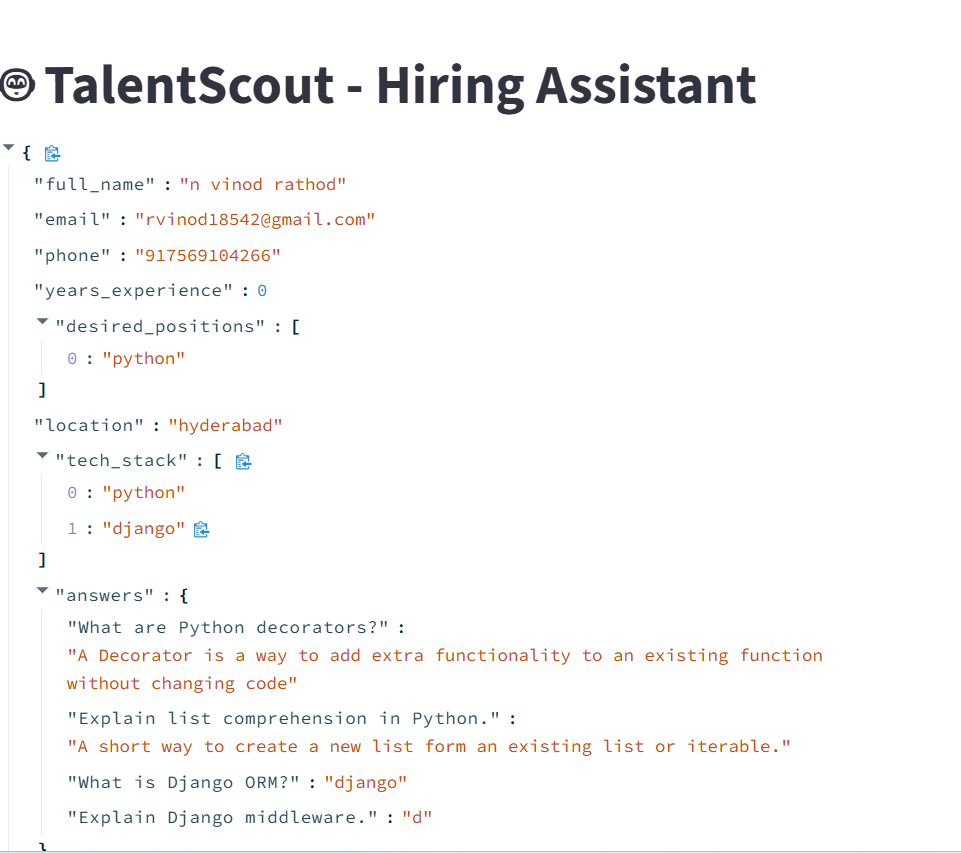 TalentScout - Hiring Assistant
{
"full_name" : "n vinod rathod"
"email" : "rvinod18542@gmail.com"
"phone" : "917569104266"
"years_experience" : 0
"desired_positions" : [
0 : "python"
]
"location" : "hyderabad"
"tech_stack" : [
0 : "python"
1 : "django"
]
"answers" : {
"What are Python decorators?" :
"A Decorator is a way to add extra functionality to an existing function
without changing code"
"Explain list comprehension in Python." :
"A short way to create a new list form an existing list or iterable."
"What is Django ORM?" : "django"
"Explain Django middleware." : "d"
}